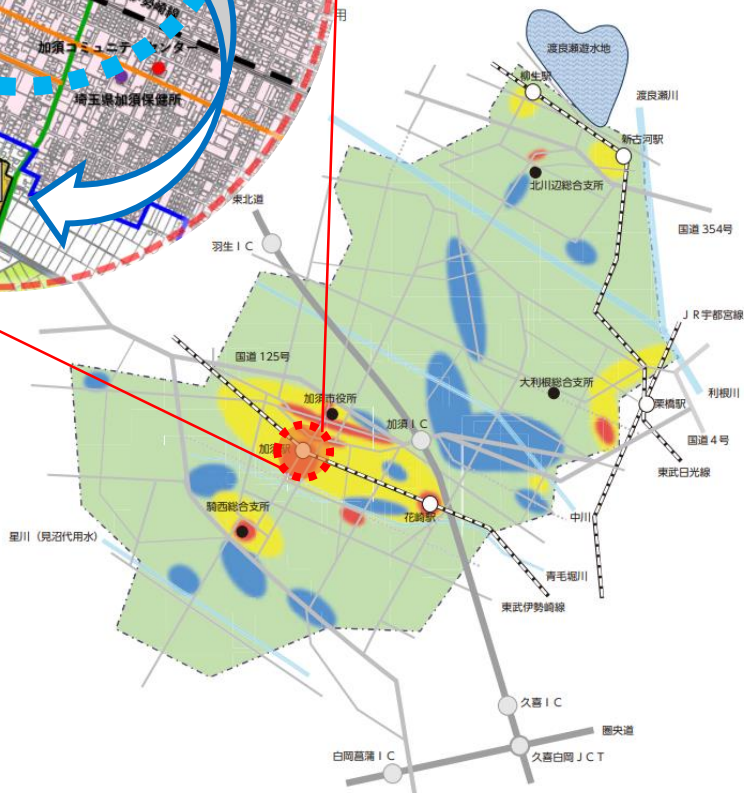 用
勢崎線
加須コミュニティセンター
埼玉県加須保健所
渡良瀬遊水地
柳生駅
渡良瀬川
新古河駅
北川辺総合支所
東北道
羽生ＩＣ
国道 354号
ＪＲ宇都宮線
国道 125号
大利根総合支所
利根川
加須市役所
栗橋駅
加須ＩＣ
国道４号
加須駅
東武日光線
騎西総合支所
花崎駅
中川
星川（見沼代用水）
青毛堀川
東武伊勢崎線
久喜ＩＣ
圏央道
白岡菖蒲ＩＣ
久喜白岡ＪＣＴ